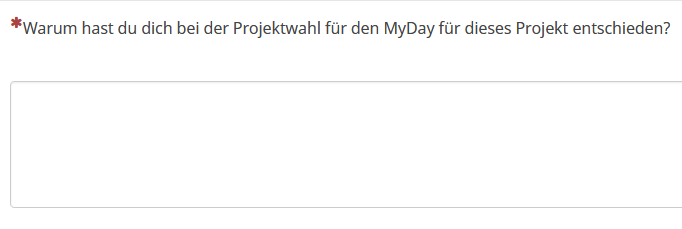 *Warum hast du dich bei der Projektwahl für den MyDay für dieses Projekt entschieden?